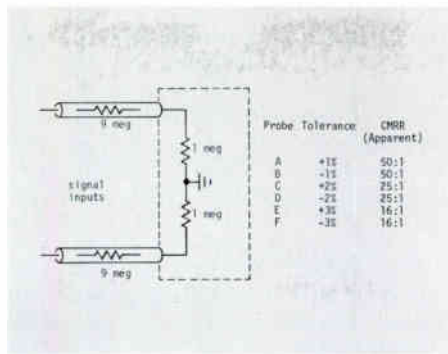 9 meg
1 meg
signal
inputs
1 meg
9 meg
Probe Tolerance CMRR
(Apparent)
A +1% 50:1
B -1% 50:1
C +2% 25:1
D -2% 25:1
E +3% 16:1
F -3% 16:1